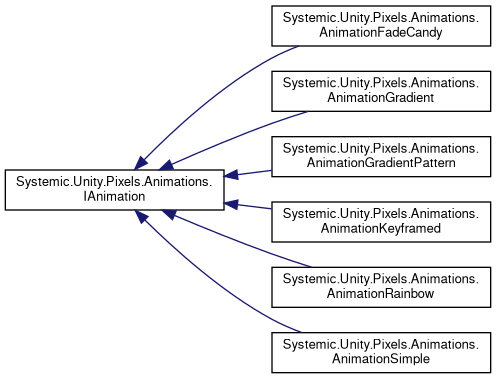 Systemic.Unity.Pixels.Animations.
AnimationFadeCandy
Systemic.Unity.Pixels.Animations.
AnimationGradient
Systemic.Unity.Pixels.Animations.
AnimationGradientPattern
Systemic.Unity.Pixels.Animations.
IAnimation
Systemic.Unity.Pixels.Animations.
AnimationKeyframed
Systemic.Unity.Pixels.Animations.
AnimationRainbow
Systemic.Unity.Pixels.Animations.
AnimationSimple